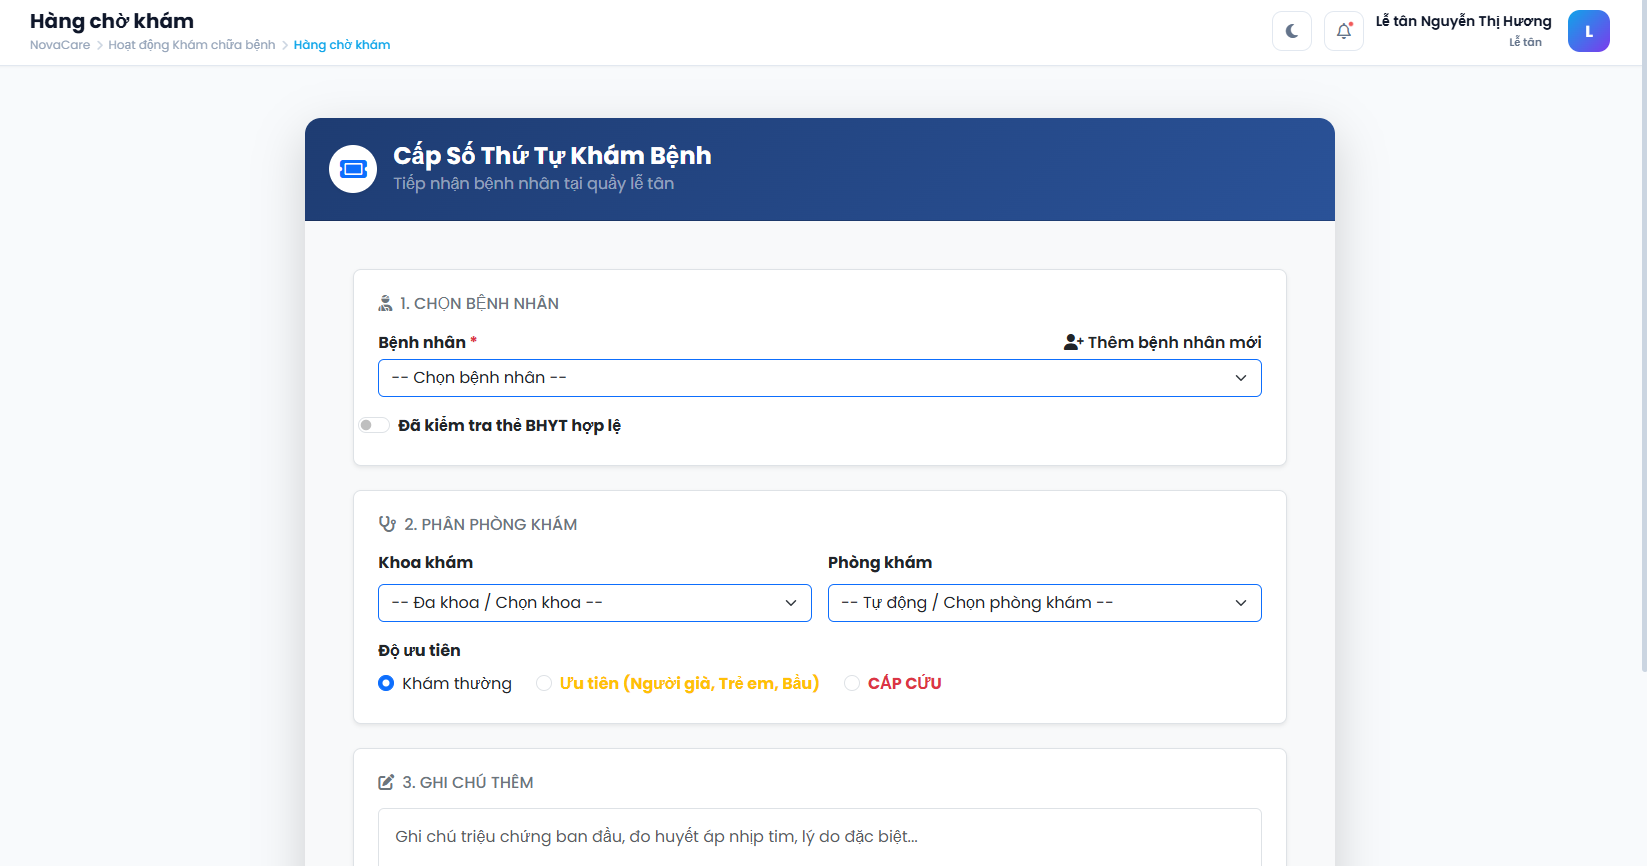 Hàng chờ khám
NovaCare > Hoạt động Khám chữa bệnh > Hàng chờ khám
Lễ tân Nguyễn Thị Hương
Lễ tân
L
Cấp Số Thứ Tự Khám Bệnh
Tiếp nhận bệnh nhân tại quầy lễ tân
1. CHỌN BỆNH NHÂN
Bệnh nhân *
Thêm bệnh nhân mới
-- Chọn bệnh nhân --
Đã kiểm tra thẻ BHYT hợp lệ
2. PHÂN PHÒNG KHÁM
Khoa khám
Phòng khám
-- Đa khoa / Chọn khoa --
-- Tự động / Chọn phòng khám --
Độ ưu tiên
Khám thường
Ưu tiên (Người già, Trẻ em, Bầu)
CẤP CỨU
3. GHI CHÚ THÊM
Ghi chú triệu chứng ban đầu, đo huyết áp nhịp tim, lý do đặc biệt...